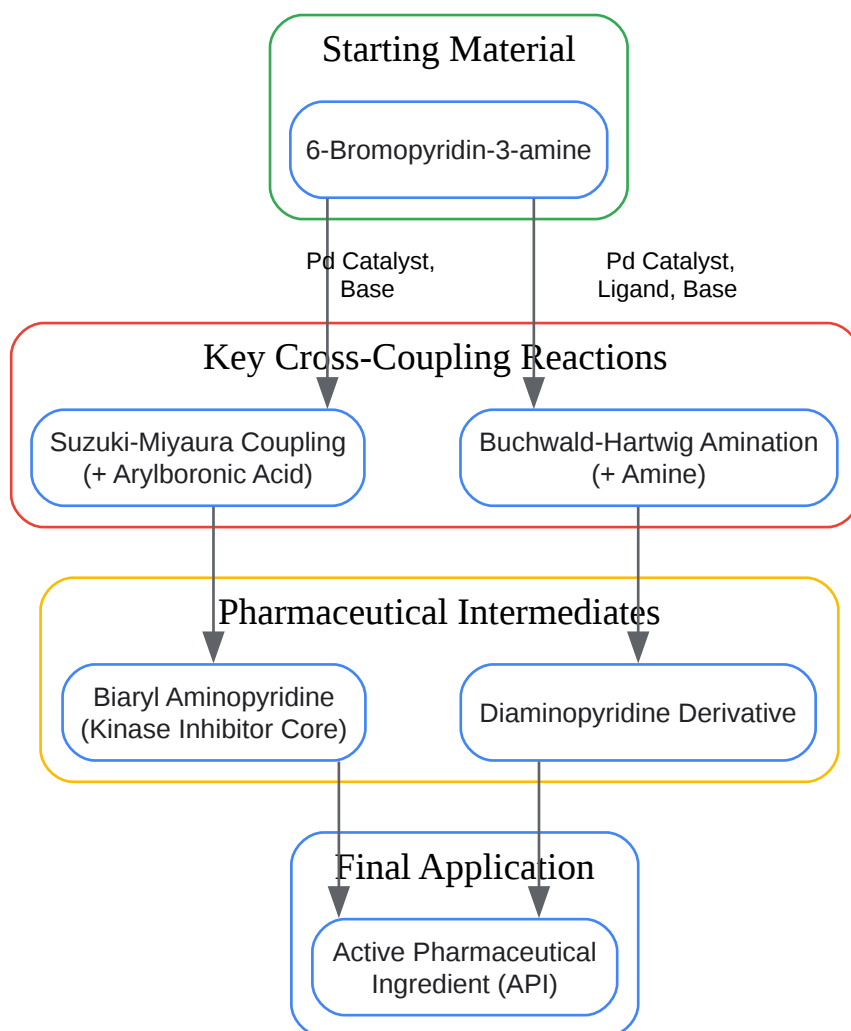 Starting Material
6-Bromopyridin-3-amine
Pd Catalyst,
Base
Pd Catalyst,
Ligand, Base
Key Cross-Coupling Reactions
Suzuki-Miyaura Coupling
(+ Arylboronic Acid)
Buchwald-Hartwig Amination
(+ Amine)
Pharmaceutical Intermediates
Biaryl Aminopyridine
(Kinase Inhibitor Core)
Diaminopyridine Derivative
Final Application
Active Pharmaceutical
Ingredient (API)